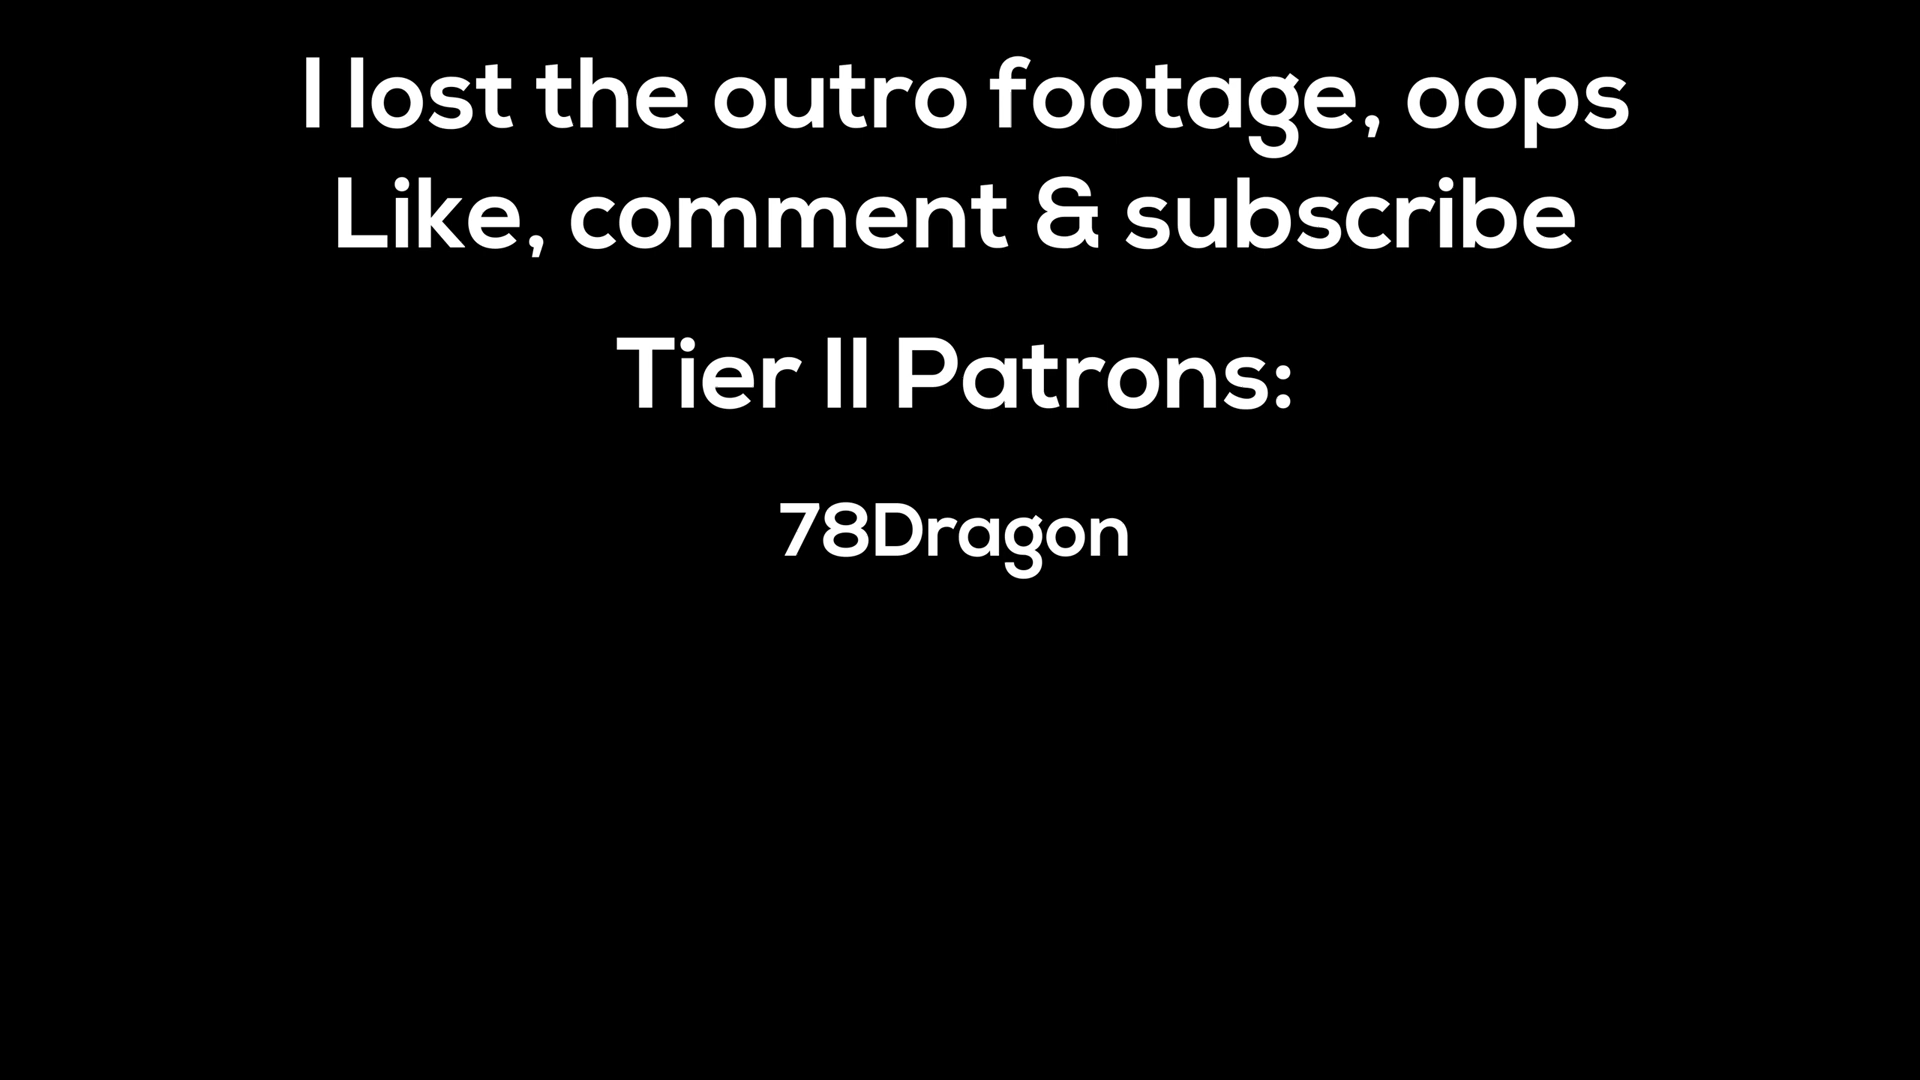 I lost the outro footage, oops
Like, comment & subscribe
Tier II Patrons:
78Dragon